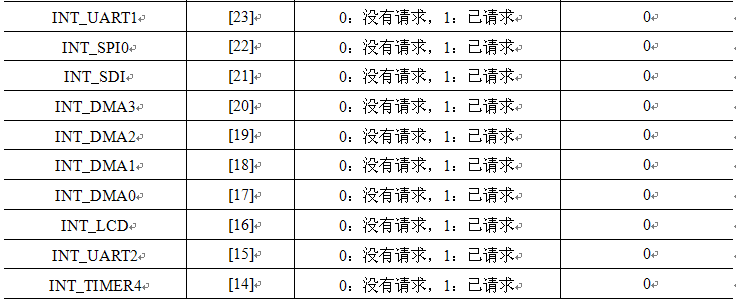 INT_UART1 [23] 0：没有请求，1：已请求 0
INT_SPI0 [22] 0：没有请求，1：已请求 0
INT_SDI [21] 0：没有请求，1：已请求 0
INT_DMA3 [20] 0：没有请求，1：已请求 0
INT_DMA2 [19] 0：没有请求，1：已请求 0
INT_DMA1 [18] 0：没有请求，1：已请求 0
INT_DMA0 [17] 0：没有请求，1：已请求 0
INT_LCD [16] 0：没有请求，1：已请求 0
INT_UART2 [15] 0：没有请求，1：已请求 0
INT_TIMER4 [14] 0：没有请求，1：已请求 0